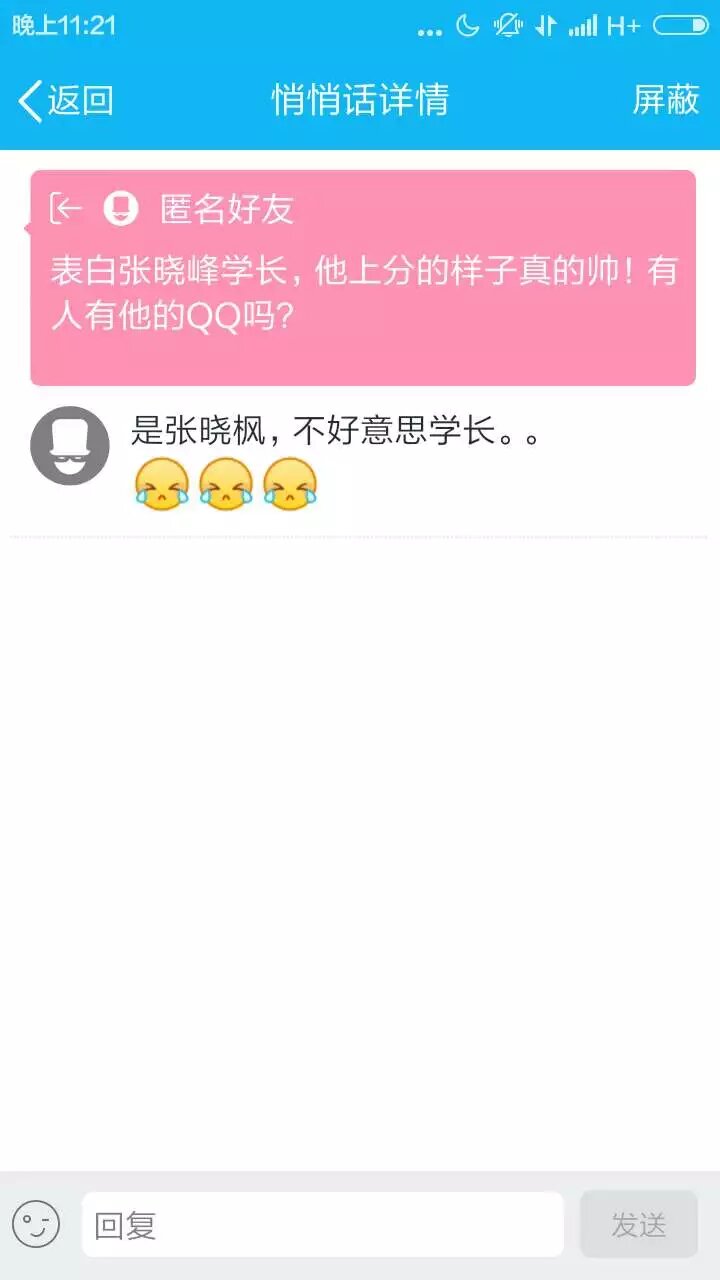 晚上11:21
H+
返回
悄悄话详情
屏蔽
匿名好友
表白张晓峰学长，他上分的样子真的帅！有
人有他的QQ吗？
是张晓枫，不好意思学长。。
回复
发送